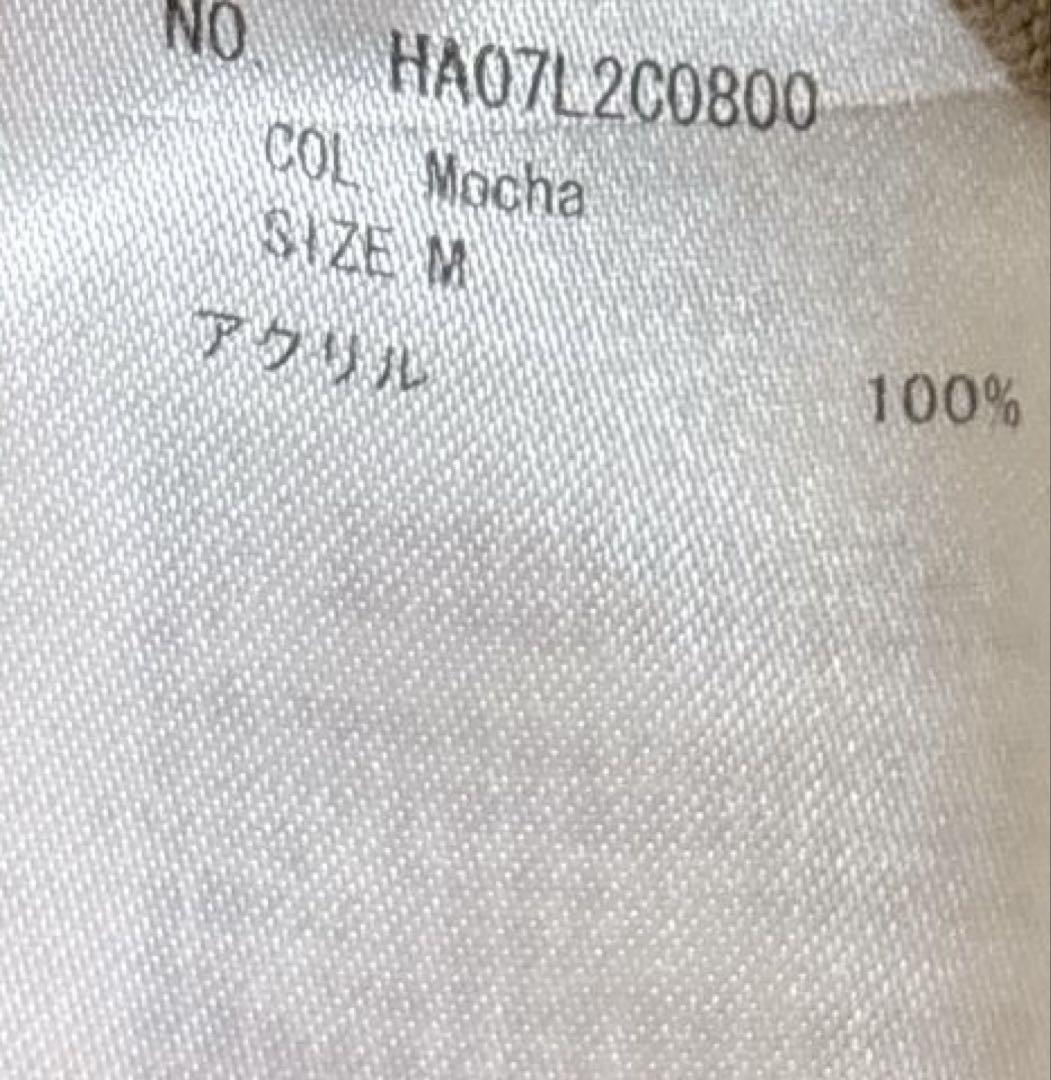 NO. HA07L2C0800
COL. Mocha
SIZE M
アクリル 100%